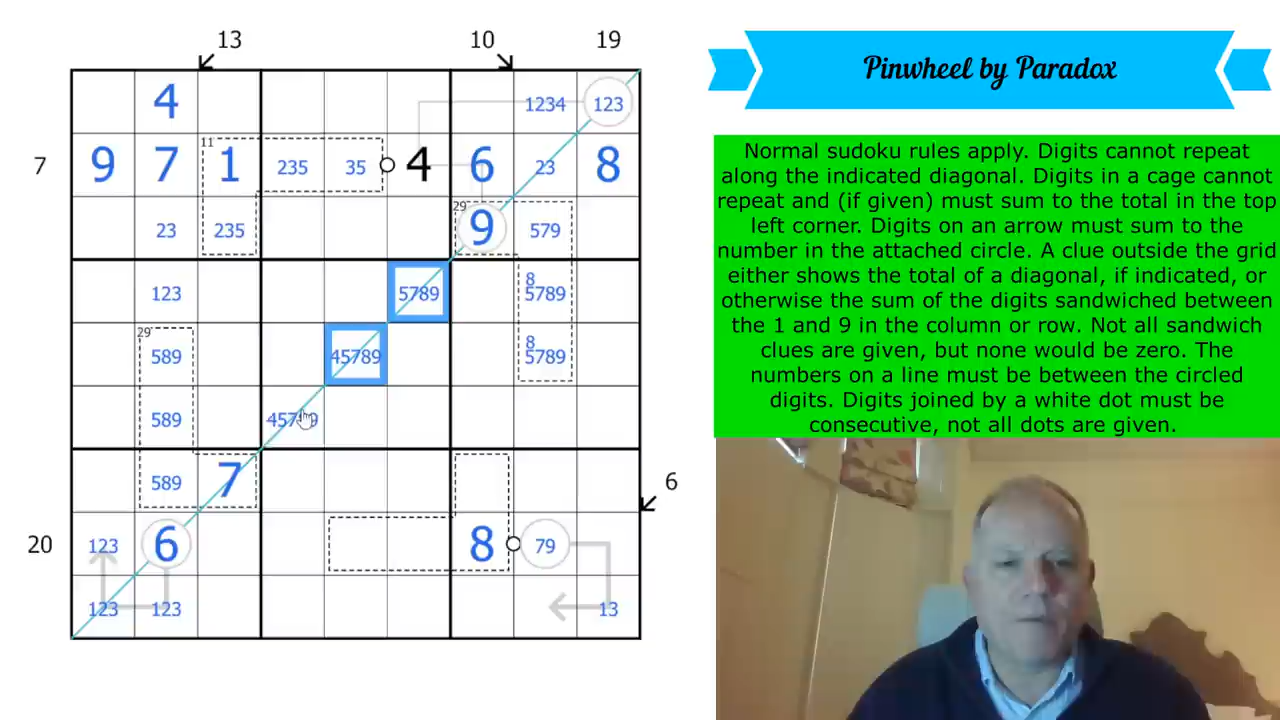 13 10 19
Pinwheel by Paradox
4 1234 123
7 9 7 11 1 235 35 4 6 23 8
23 235 29 9 579
123 5789 8 5789
29 589 45789 8 5789
589
589 7 6
20 123 6 8 79
123 123 13
Normal sudoku rules apply. Digits cannot repeat
along the indicated diagonal. Digits in a cage cannot
repeat and (if given) must sum to the total in the top
left corner. Digits on an arrow must sum to the
number in the attached circle. A clue outside the grid
either shows the total of a diagonal, if indicated, or
otherwise the sum of the digits sandwiched between
the 1 and 9 in the column or row. Not all sandwich
clues are given, but none would be zero. The
numbers on a line must be between the circled
digits. Digits joined by a white dot must be
consecutive, not all dots are given.